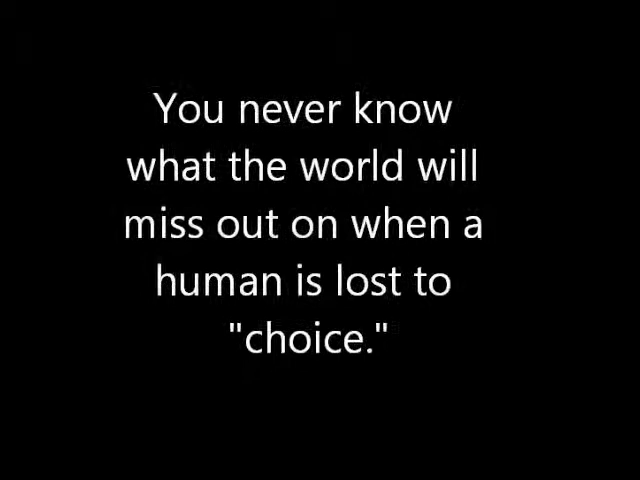 You never know
what the world will
miss out on when a
human is lost to
"choice."